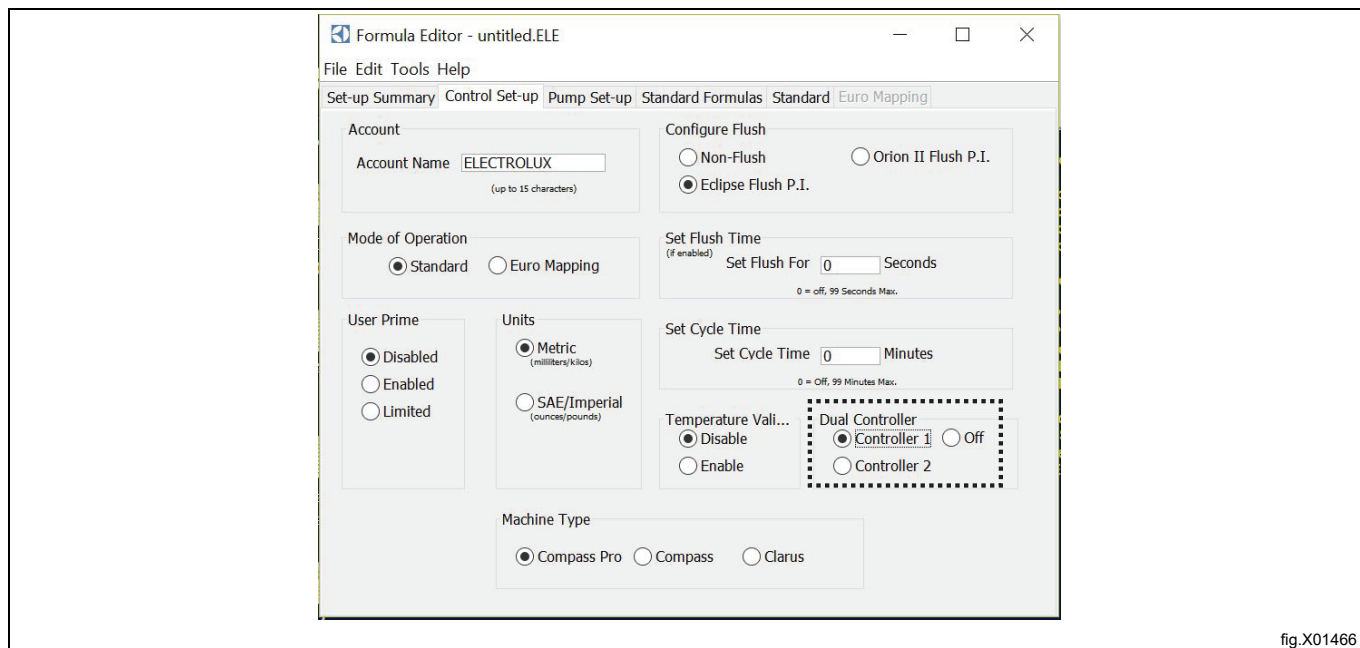 Formula Editor - untitled.ELE
File Edit Tools Help
Set-up Summary Control Set-up Pump Set-up Standard Formulas Standard Euro Mapping
Account
Account Name ELECTROLUX
(up to 15 characters)
Configure Flush
Non-Flush Orion II Flush P.I.
Eclipse Flush P.I.
Mode of Operation
Standard Euro Mapping
Set Flush Time
(if enabled)
Set Flush For 0 Seconds
0 = off, 99 Seconds Max.
User Prime
Disabled
Enabled
Limited
Units
Metric
(milliliters/kilos)
SAE/Imperial
(ounces/pounds)
Set Cycle Time
Set Cycle Time 0 Minutes
0 = Off, 99 Minutes Max.
Temperature Vali...
Disable
Enable
Dual Controller
Controller 1 Off
Controller 2
Machine Type
Compass Pro Compass Clarus
fig.X01466